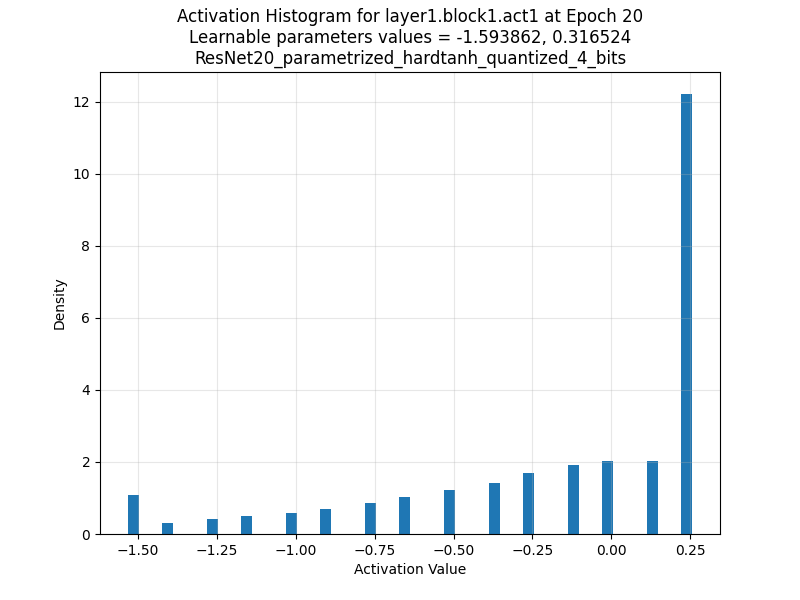 Activation Histogram for layer1.block1.act1 at Epoch 20
Learnable parameters values = -1.593862, 0.316524
ResNet20_parametrized_hardtanh_quantized_4_bits
12
10
8
6
4
2
0
Density
−1.50 −1.25 −1.00 −0.75 −0.50 −0.25 0.00 0.25
Activation Value